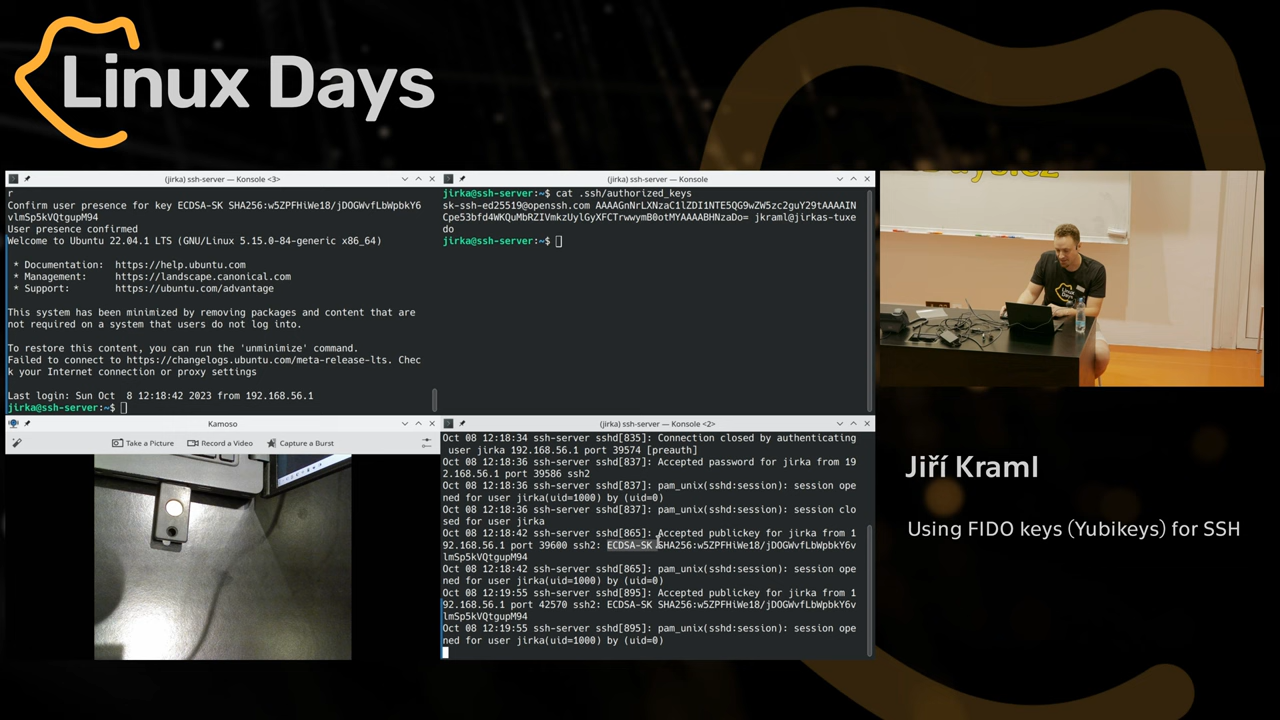 Linux Days
(jirka) ssh-server — Konsole <3>
r
Confirm user presence for key ECDSA-SK SHA256:w5ZPFHiWe18/jDOGWvfLbWpbkY6
vlmSp5kVQtgupM94
User presence confirmed
Welcome to Ubuntu 22.04.1 LTS (GNU/Linux 5.15.0-84-generic x86_64)
* Documentation:  https://help.ubuntu.com
* Management:     https://landscape.canonical.com
* Support:        https://ubuntu.com/advantage
This system has been minimized by removing packages and content that are
not required on a system that users do not log into.
To restore this content, you can run the 'unminimize' command.
Failed to connect to https://changelogs.ubuntu.com/meta-release-lts. Chec
k your Internet connection or proxy settings
Last login: Sun Oct  8 12:18:42 2023 from 192.168.56.1
jirka@ssh-server:~$
(jirka) ssh-server — Konsole
jirka@ssh-server:~$ cat .ssh/authorized_keys
sk-ssh-ed25519@openssh.com AAAAGnNrLXNzaC1lZDI1NTE5QG9wZW5zc2guY29tAAAAIN
Cpe53bfd4WKQuMbRZIVmkzUylGyXFCTrwwymB0otMYAAAABHNzaDo= jkraml@jirkas-tuxe
do
jirka@ssh-server:~$
Days.cz
Linux
Days
Kamoso
Take a Picture
Record a Video
Capture a Burst
(jirka) ssh-server — Konsole <2>
Oct 08 12:18:34 ssh-server sshd[835]: Connection closed by authenticating
user jirka 192.168.56.1 port 39574 [preauth]
Oct 08 12:18:36 ssh-server sshd[837]: Accepted password for jirka from 19
2.168.56.1 port 39586 ssh2
Oct 08 12:18:36 ssh-server sshd[837]: pam_unix(sshd:session): session ope
ned for user jirka(uid=1000) by (uid=0)
Oct 08 12:18:36 ssh-server sshd[837]: pam_unix(sshd:session): session clo
sed for user jirka
Oct 08 12:18:42 ssh-server sshd[865]: Accepted publickey for jirka from 1
92.168.56.1 port 39600 ssh2: ECDSA-SK SHA256:w5ZPFHiWe18/jDOGWvfLbWpbkY6v
lmSp5kVQtgupM94
Oct 08 12:18:42 ssh-server sshd[865]: pam_unix(sshd:session): session ope
ned for user jirka(uid=1000) by (uid=0)
Oct 08 12:19:55 ssh-server sshd[895]: Accepted publickey for jirka from 1
92.168.56.1 port 42570 ssh2: ECDSA-SK SHA256:w5ZPFHiWe18/jDOGWvfLbWpbkY6v
lmSp5kVQtgupM94
Oct 08 12:19:55 ssh-server sshd[895]: pam_unix(sshd:session): session ope
ned for user jirka(uid=1000) by (uid=0)
Jiří Kraml
Using FIDO keys (Yubikeys) for SSH